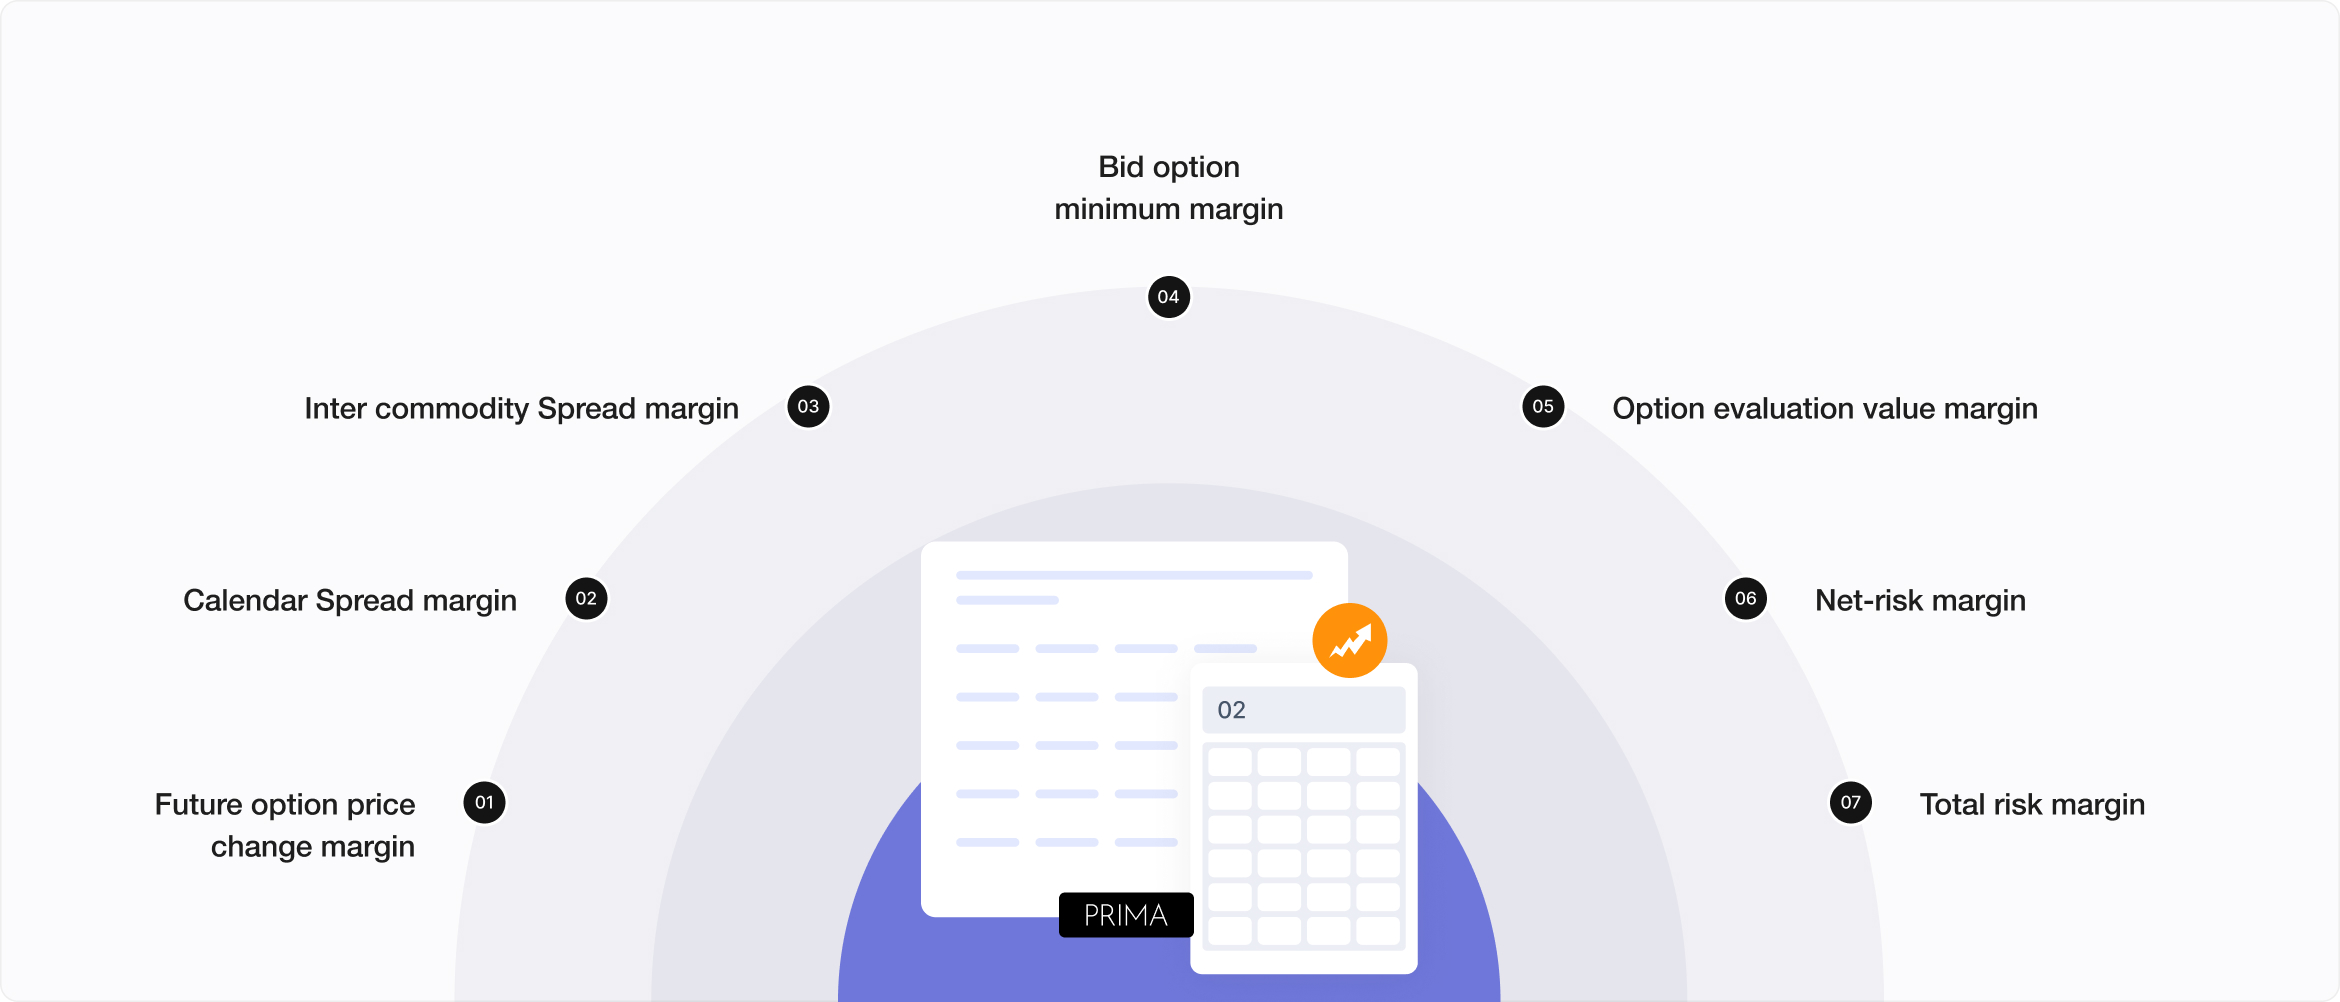 Bid option
minimum margin
04
Inter commodity Spread margin
03
05
Option evaluation value margin
Calendar Spread margin
02
06
Net-risk margin
02
Future option price
change margin
01
07
Total risk margin
PRIMA